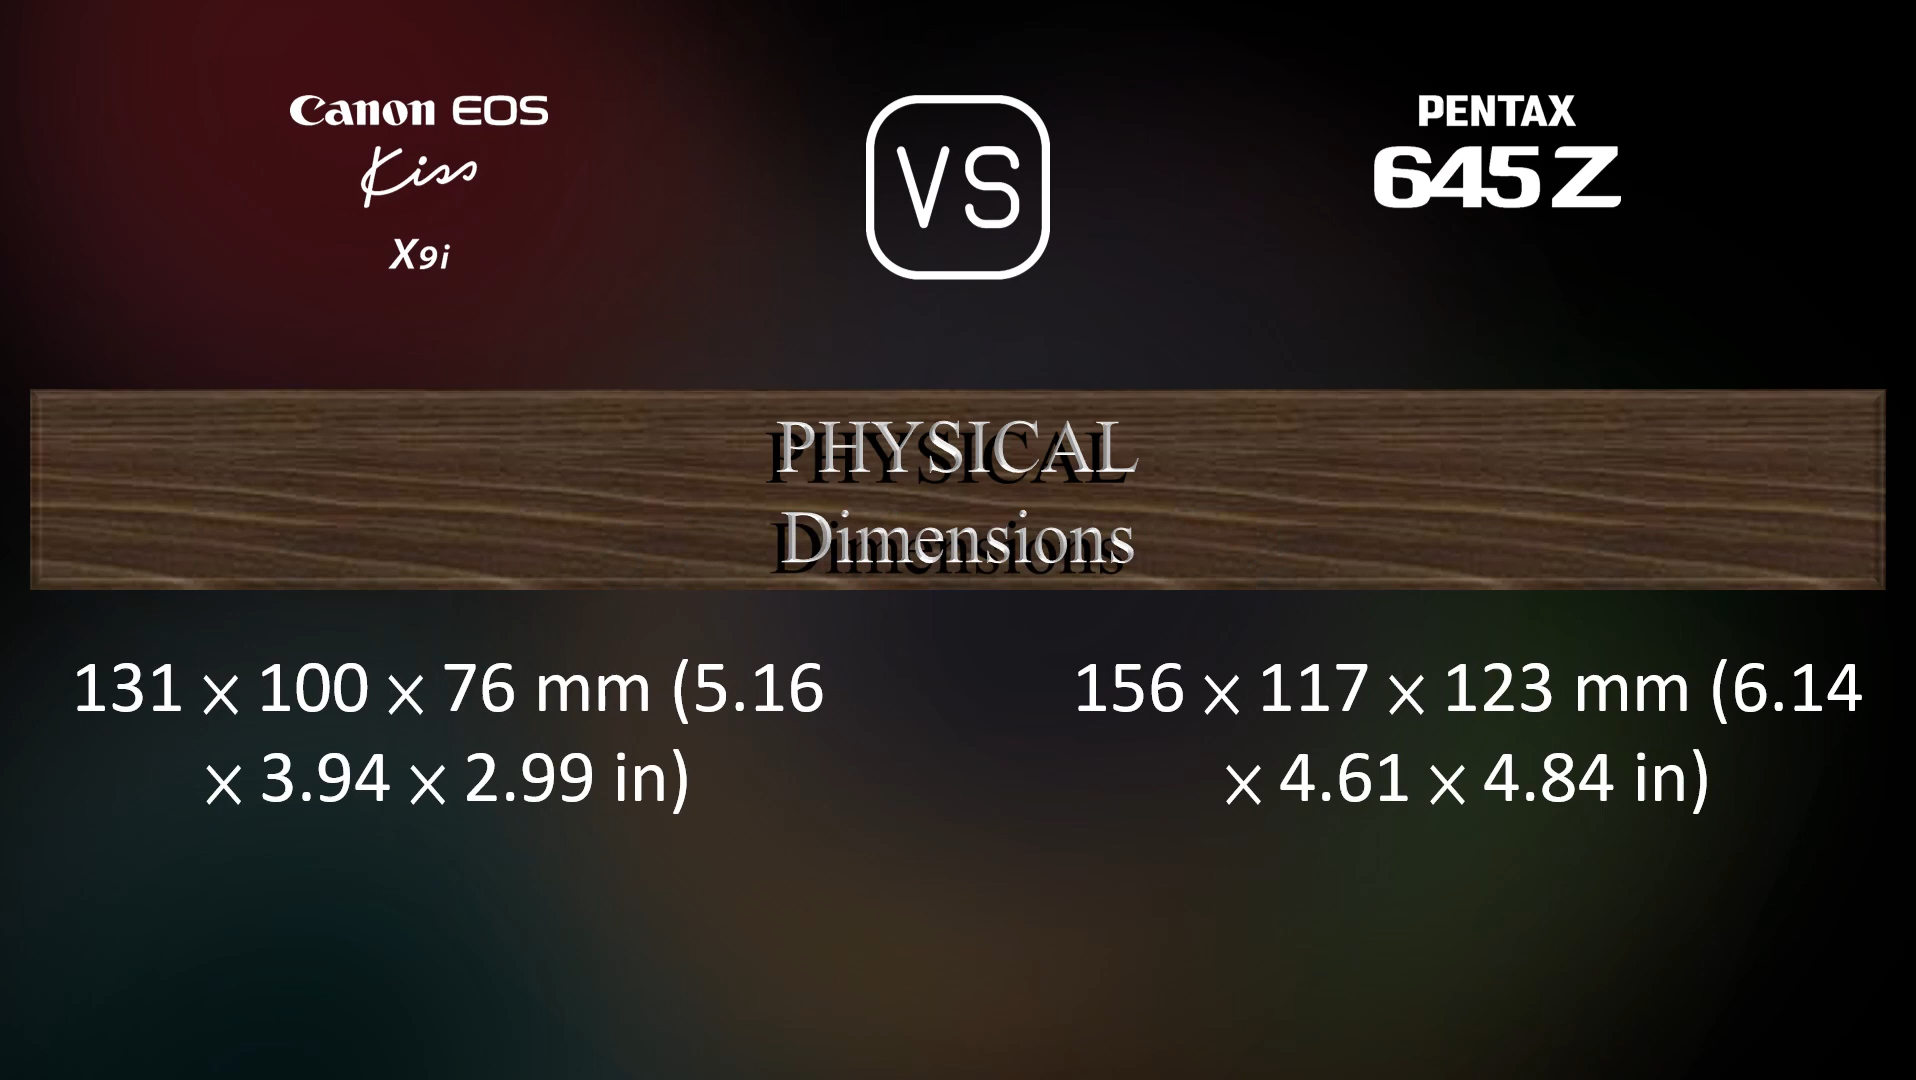 Canon EOS
Kiss
X9i
VS
PENTAX
645Z
PHYSICAL
Dimensions
131 x 100 x 76 mm (5.16
x 3.94 x 2.99 in)
156 x 117 x 123 mm (6.14
x 4.61 x 4.84 in)